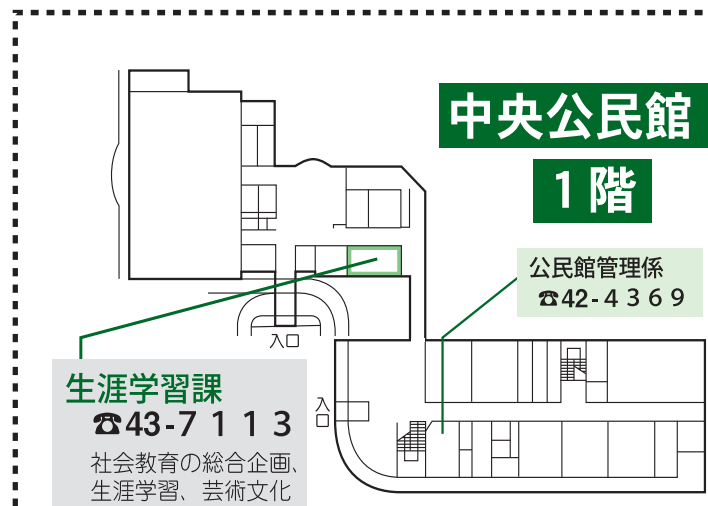 中央公民館
1階
公民館管理係
☎42-4369
入口
生涯学習課
☎43-7113
社会教育の総合企画、
生涯学習、芸術文化
入口